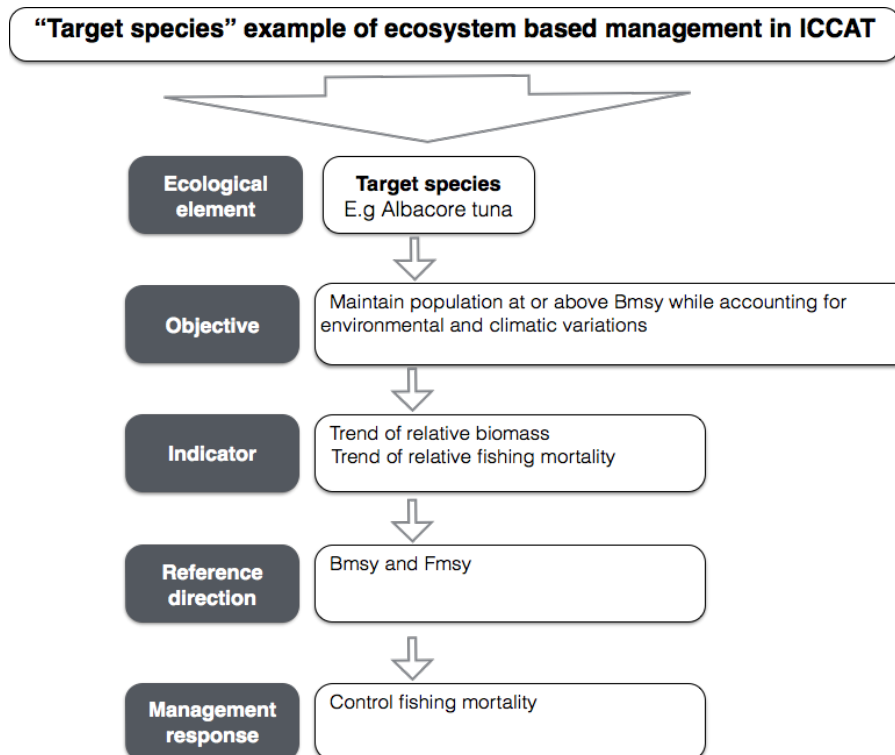 “Target species” example of ecosystem based management in ICCAT
Ecological
element
Target species
E.g Albacore tuna
Objective
Maintain population at or above Bmsy while accounting for
environmental and climatic variations
Indicator
Trend of relative biomass
Trend of relative fishing mortality
Reference
direction
Bmsy and Fmsy
Management
response
Control fishing mortality